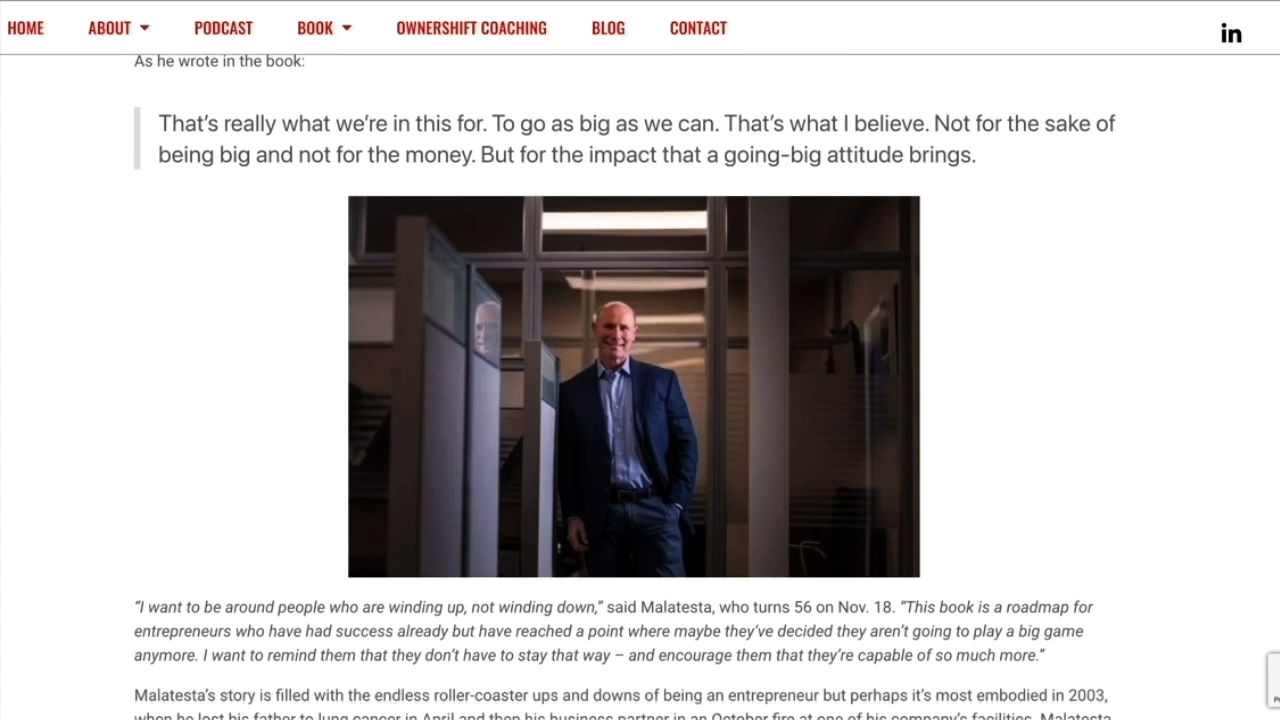 HOME ABOUT PODCAST BOOK OWNERSHIFT COACHING BLOG CONTACT in
As he wrote in the book:
That’s really what we’re in this for. To go as big as we can. That’s what I believe. Not for the sake of
being big and not for the money. But for the impact that a going-big attitude brings.
“I want to be around people who are winding up, not winding down,” said Malatesta, who turns 56 on Nov. 18. “This book is a roadmap for
entrepreneurs who have had success already but have reached a point where maybe they’ve decided they aren’t going to play a big game
anymore. I want to remind them that they don’t have to stay that way – and encourage them that they’re capable of so much more.”
Malatesta’s story is filled with the endless roller-coaster ups and downs of being an entrepreneur but perhaps it’s most embodied in 2003,
when he lost his father to lung cancer in April and then his business partner in an October fire at one of his company’s facilities. Malatesta